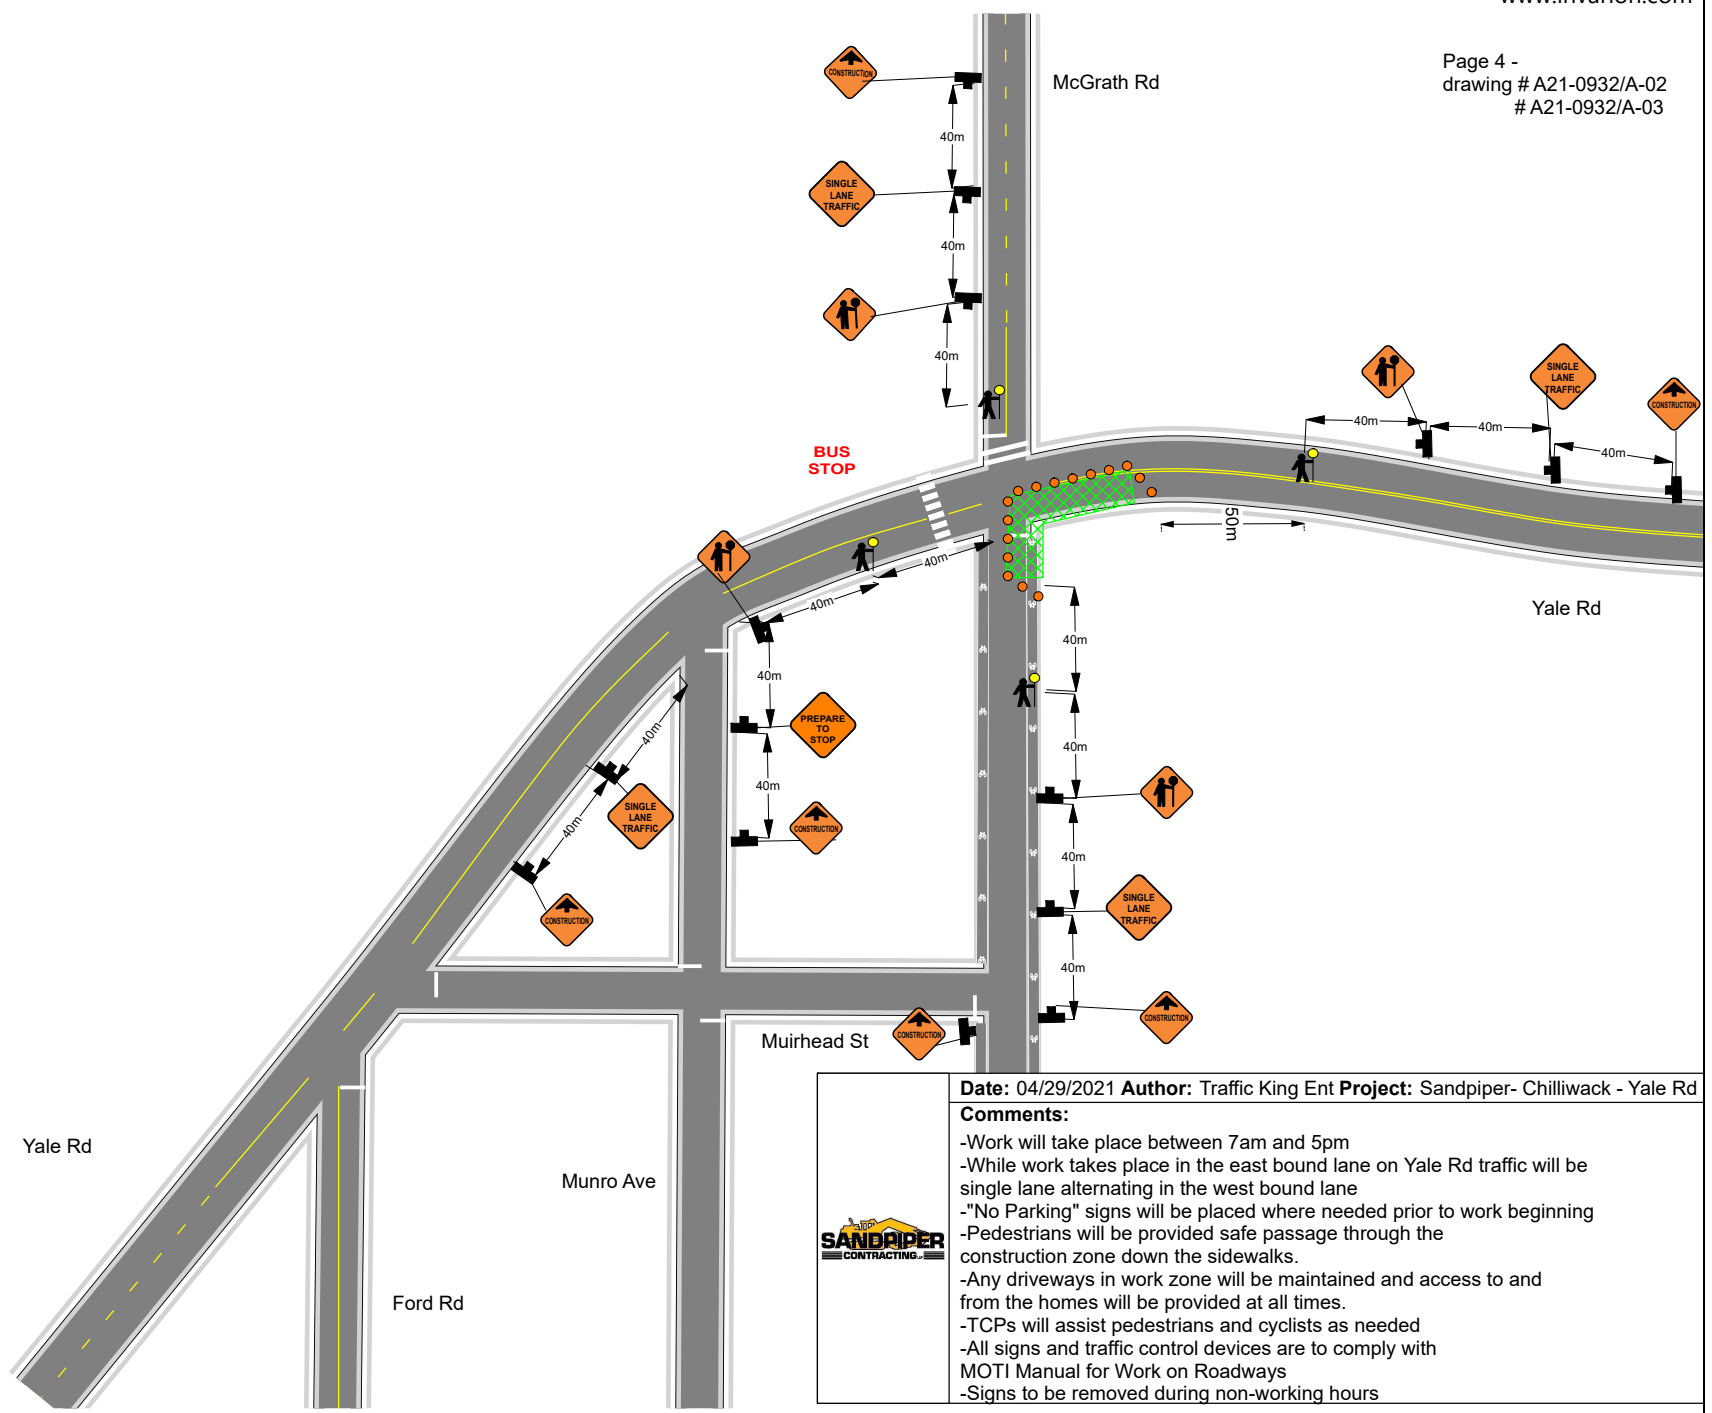 www.invarion.com
Page 4 -
drawing # A21-0932/A-02
# A21-0932/A-03
McGrath Rd
CONSTRUCTION
40m
SINGLE
LANE
TRAFFIC
40m
40m
BUS
STOP
SINGLE
LANE
TRAFFIC
CONSTRUCTION
40m
40m
40m
50m
Yale Rd
40m
40m
40m
40m
PREPARE
TO
STOP
40m
40m
CONSTRUCTION
SINGLE
LANE
TRAFFIC
40m
CONSTRUCTION
40m
40m
SINGLE
LANE
TRAFFIC
40m
CONSTRUCTION
Muirhead St
CONSTRUCTION
Yale Rd
Munro Ave
Ford Rd
SANDPIPER
CONTRACTING LLP
Date: 04/29/2021 Author: Traffic King Ent Project: Sandpiper- Chilliwack - Yale Rd
Comments:
-Work will take place between 7am and 5pm
-While work takes place in the east bound lane on Yale Rd traffic will be
single lane alternating in the west bound lane
-"No Parking" signs will be placed where needed prior to work beginning
-Pedestrians will be provided safe passage through the
construction zone down the sidewalks.
-Any driveways in work zone will be maintained and access to and
from the homes will be provided at all times.
-TCPs will assist pedestrians and cyclists as needed
-All signs and traffic control devices are to comply with
MOTI Manual for Work on Roadways
-Signs to be removed during non-working hours